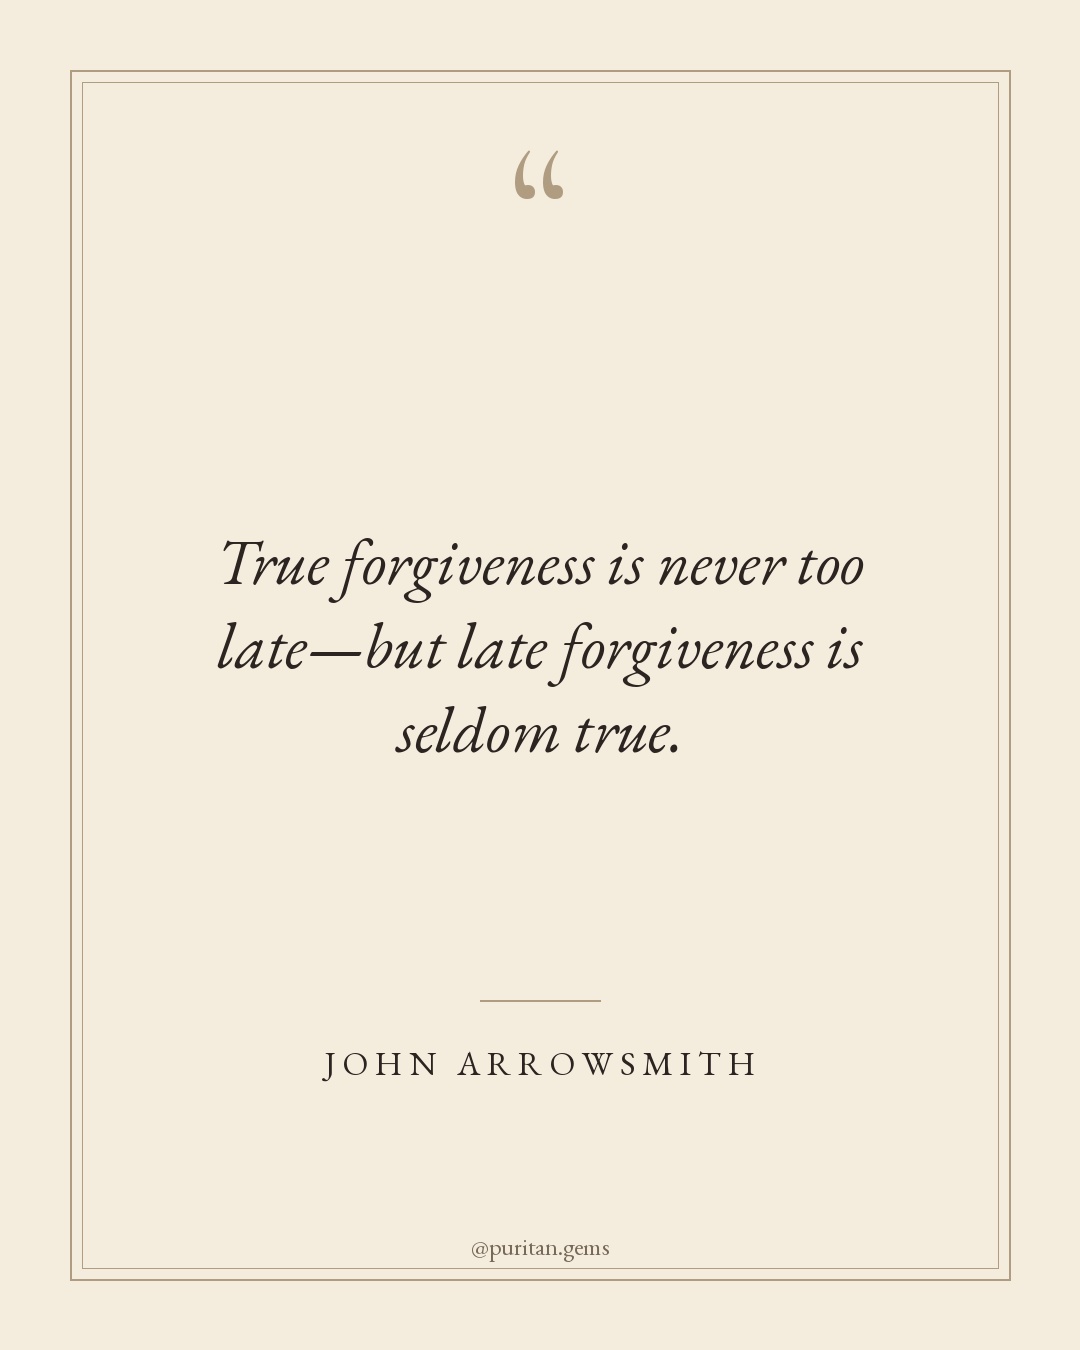 “
True forgiveness is never too
late—but late forgiveness is
seldom true.
JOHN ARROWSMITH
@puritan.gems